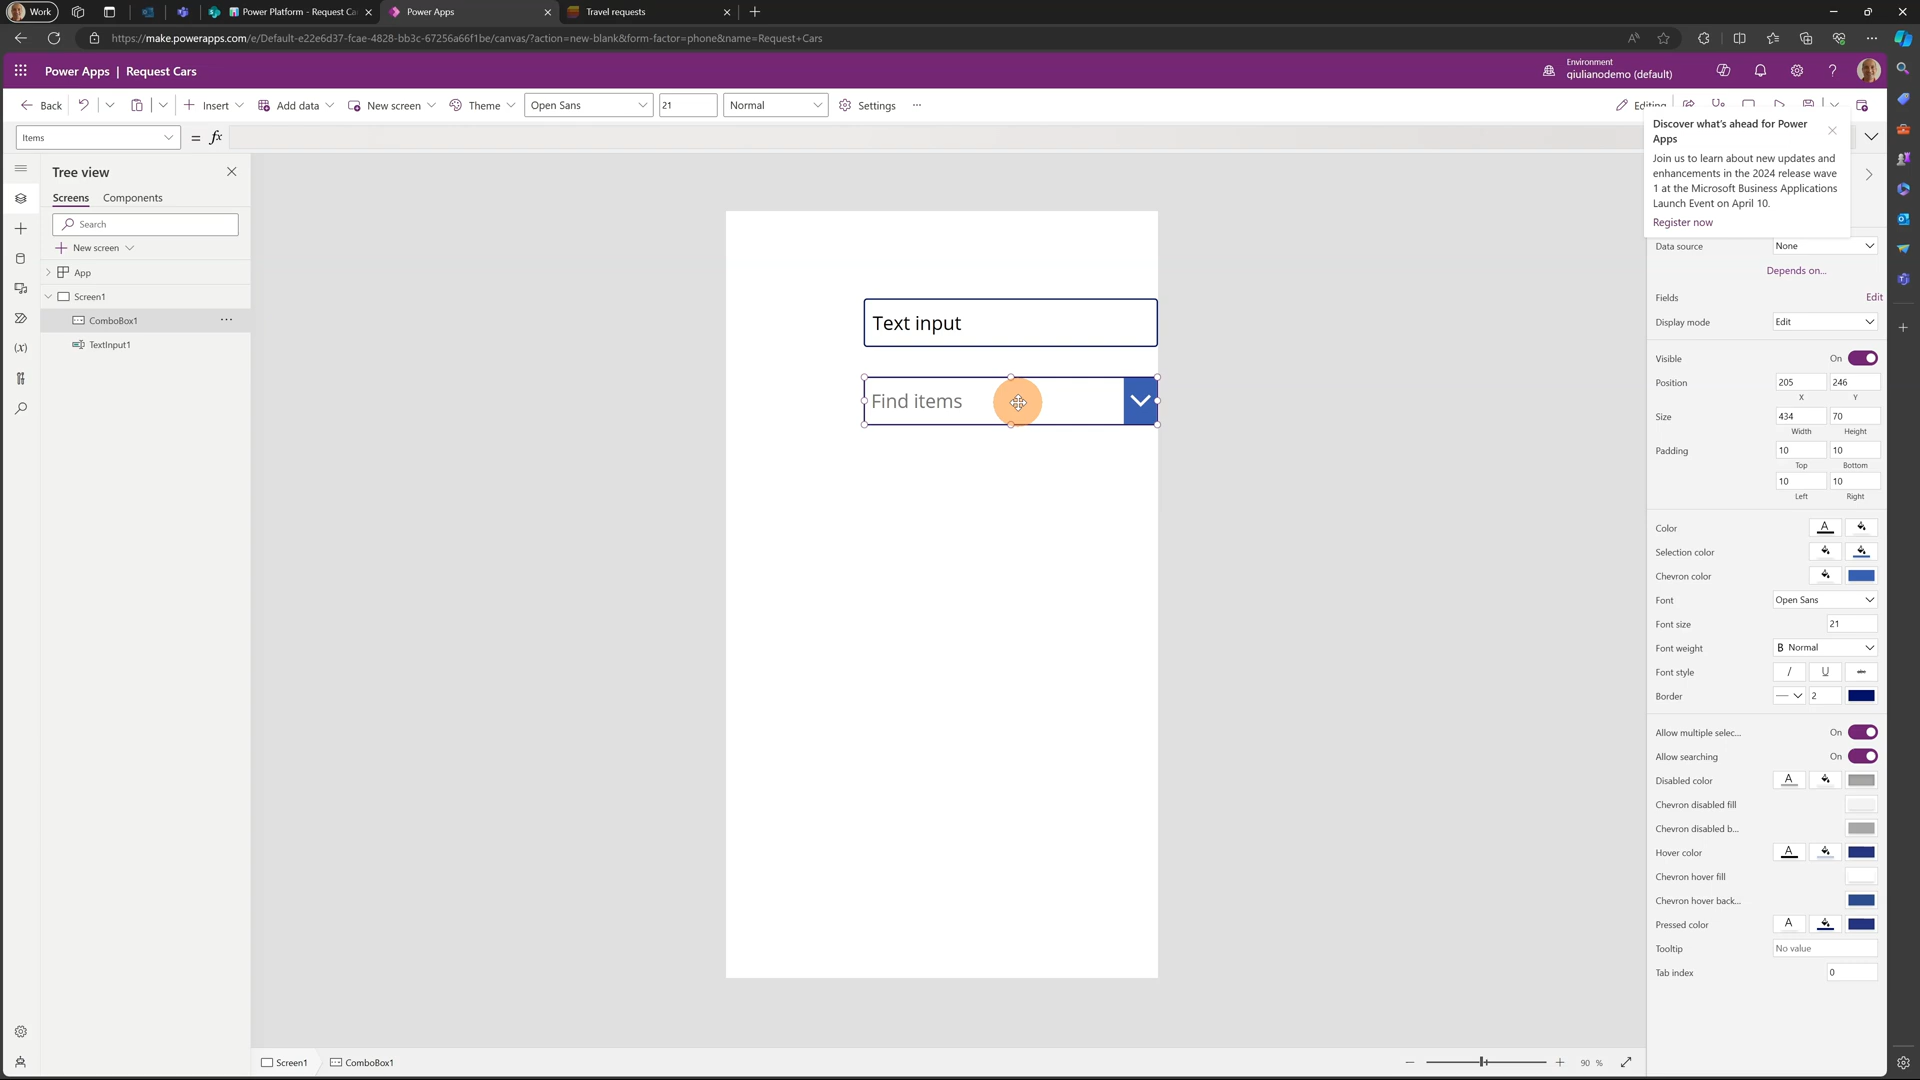 Work
Power Platform - Request Ca
Power Apps
Travel requests
https://make.powerapps.com/e/Default-e22e6d37-fcae-4828-bb3c-67256a66f1be/canvas/?action=new-blank&form-factor=phone&name=Request+Cars
Power Apps | Request Cars
Environment
qiulianodemo (default)
Back
Insert
Add data
New screen
Theme
Open Sans
21
Normal
Settings
Editing
Items
= fx
Discover what's ahead for Power
Apps
Join us to learn about new updates and
enhancements in the 2024 release wave
1 at the Microsoft Business Applications
Launch Event on April 10.
Register now
Tree view
Screens Components
Search
New screen
App
Screen1
ComboBox1
TextInput1
Text input
Find items
Data source None
Depends on...
Fields Edit
Display mode Edit
Visible On
Position 205 246
X Y
Size 434 70
Width Height
Padding 10 10
Top Bottom
10 10
Left Right
Color
Selection color
Chevron color
Font Open Sans
Font size 21
Font weight B Normal
Font style / U abc
Border 2
Allow multiple selec... On
Allow searching On
Disabled color
Chevron disabled fill
Chevron disabled b...
Hover color
Chevron hover fill
Chevron hover back...
Pressed color
Tooltip No value
Tab index 0
Screen1 ComboBox1
90 %